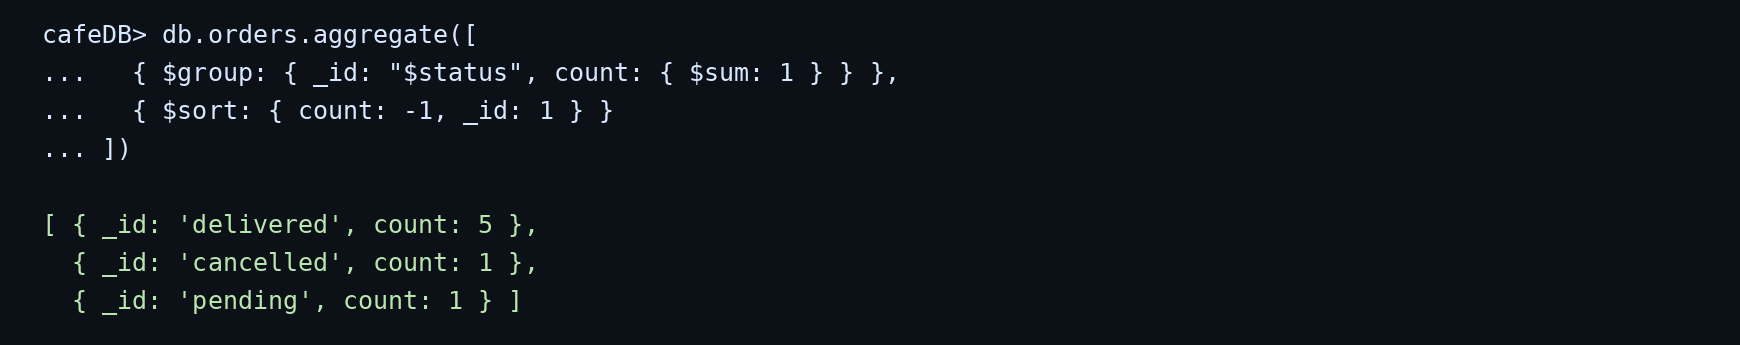 cafeDB> db.orders.aggregate([
...   { $group: { _id: "$status", count: { $sum: 1 } } },
...   { $sort: { count: -1, _id: 1 } }
... ])
[ { _id: 'delivered', count: 5 },
  { _id: 'cancelled', count: 1 },
  { _id: 'pending', count: 1 } ]